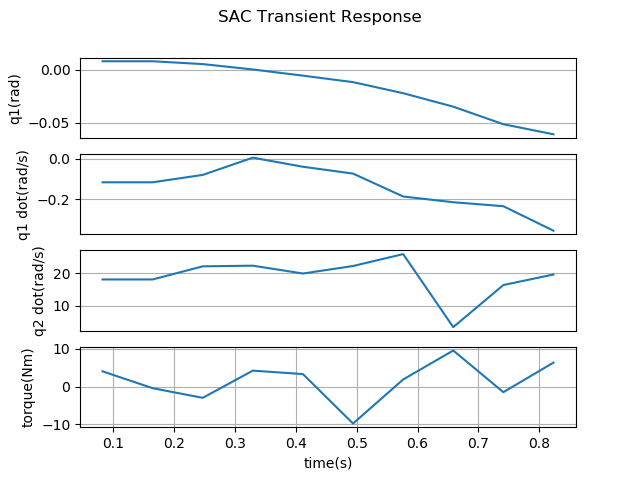 SAC Transient Response
0.00
−0.05
q1(rad)
0.0
−0.2
q1 dot(rad/s)
20
10
q2 dot(rad/s)
10
0
−10
torque(Nm)
0.1 0.2 0.3 0.4 0.5 0.6 0.7 0.8
time(s)